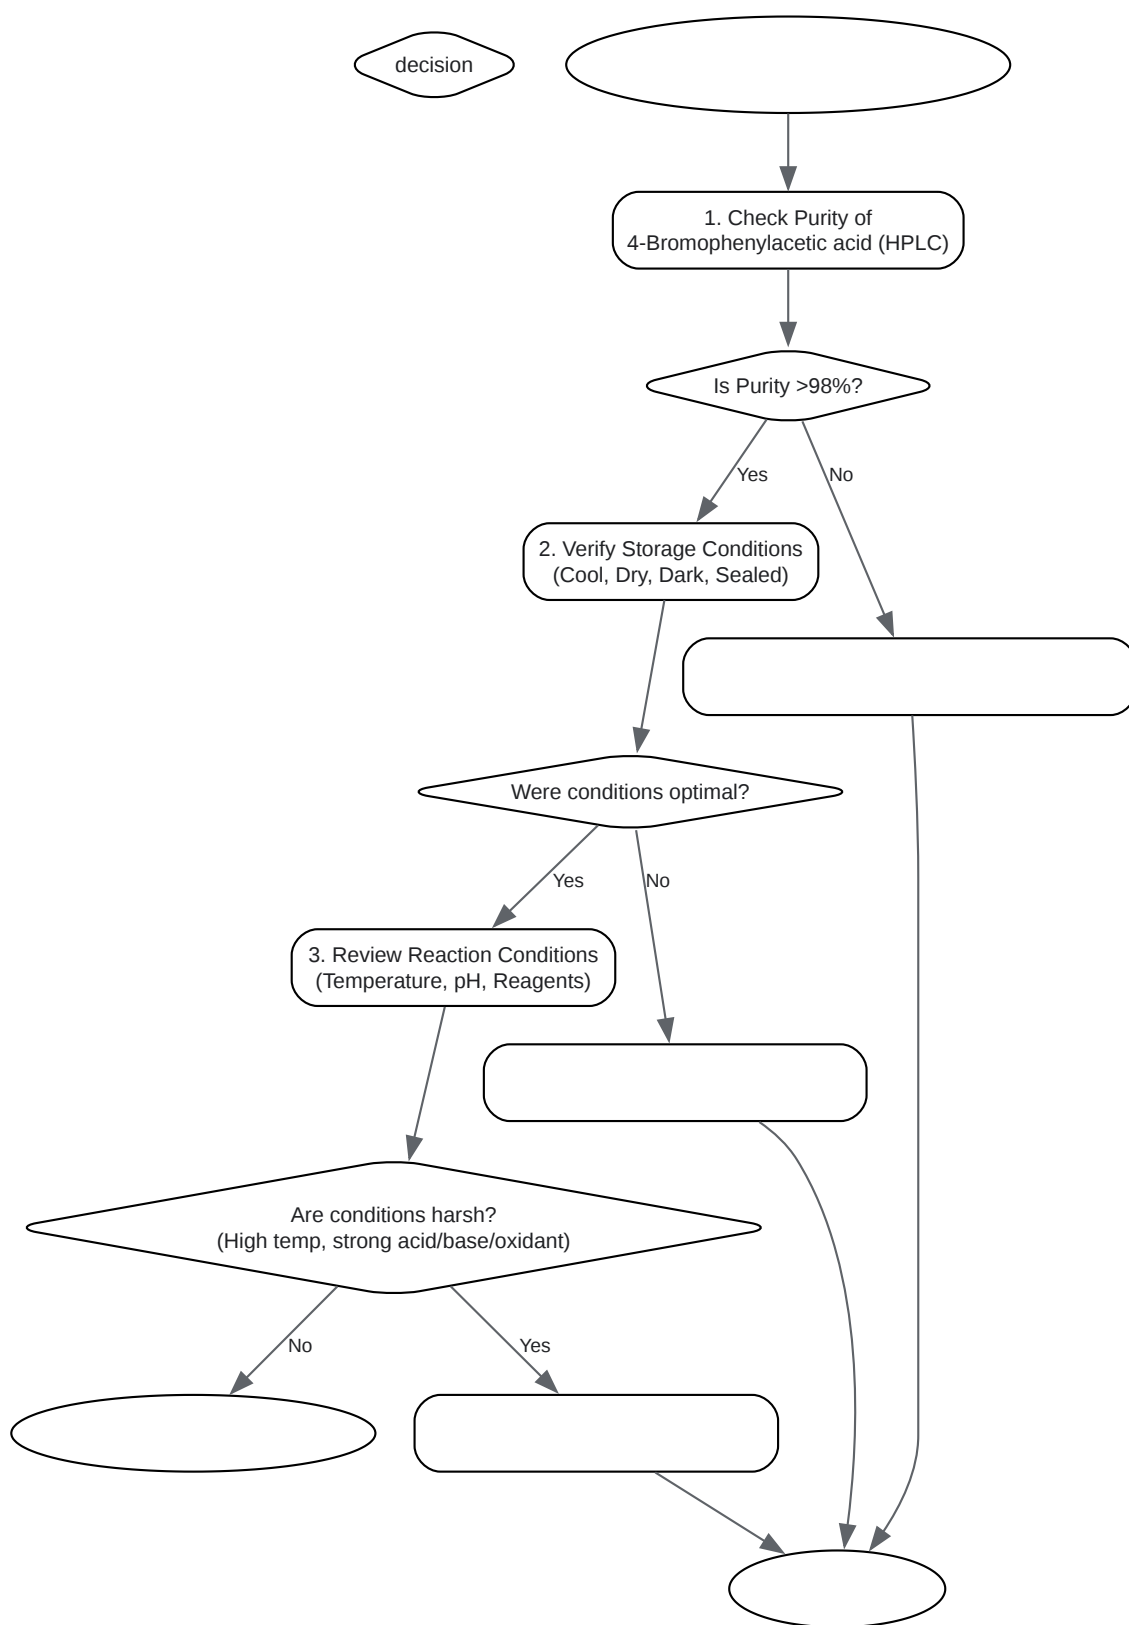 decision
1. Check Purity of
4-Bromophenylacetic acid (HPLC)
Is Purity >98%?
Yes
No
2. Verify Storage Conditions
(Cool, Dry, Dark, Sealed)
Were conditions optimal?
Yes
No
3. Review Reaction Conditions
(Temperature, pH, Reagents)
Are conditions harsh?
(High temp, strong acid/base/oxidant)
No
Yes